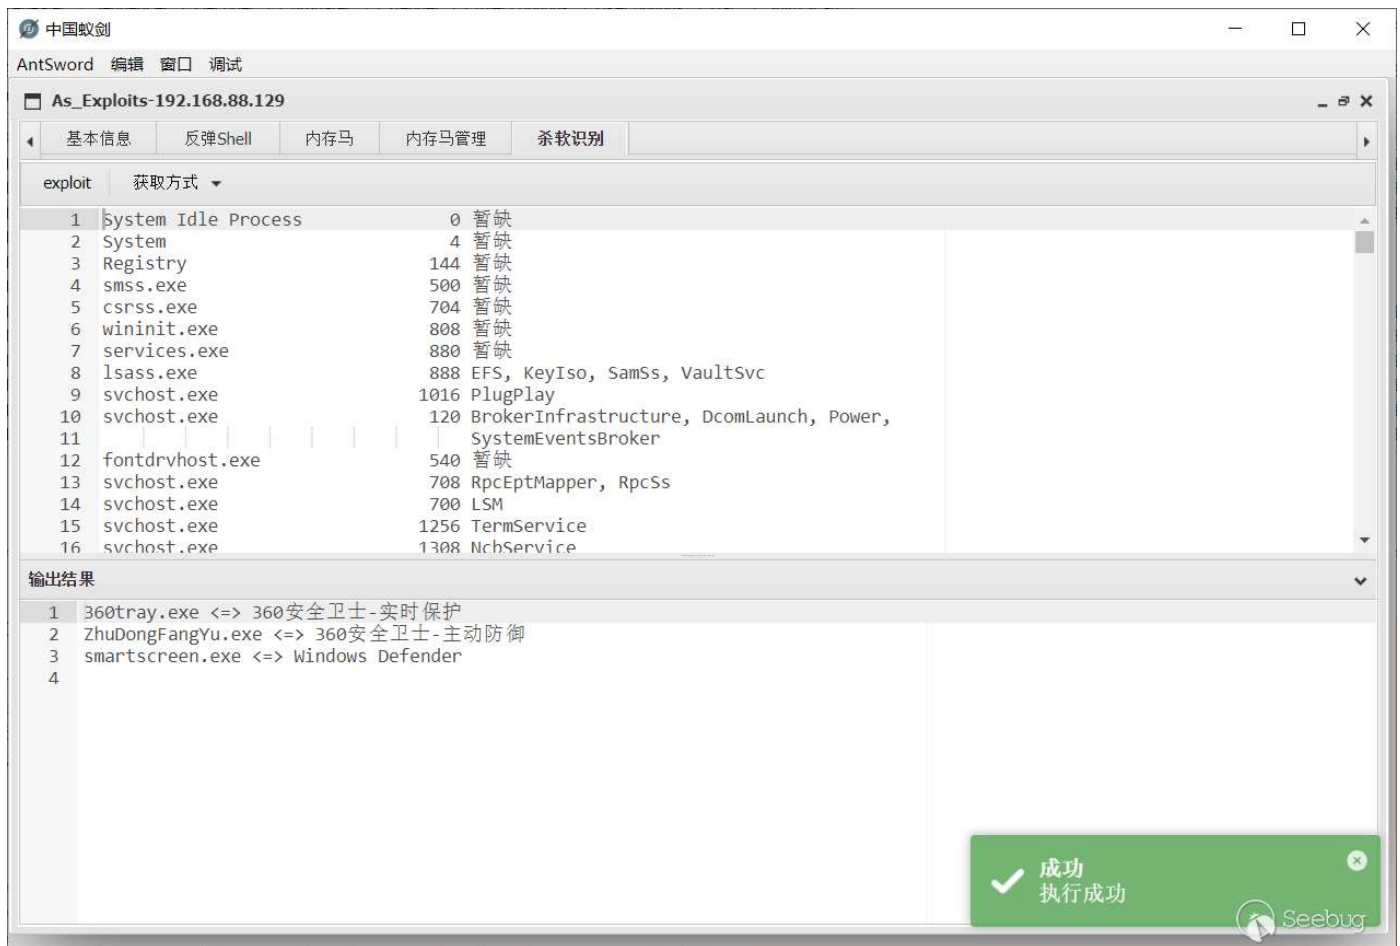 中国蚁剑
AntSword 编辑 窗口 调试
As_Exploits-192.168.88.129
基本信息 反弹Shell 内存马 内存马管理 杀软识别
exploit 获取方式
1 System Idle Process 0 暂缺
2 System 4 暂缺
3 Registry 144 暂缺
4 smss.exe 500 暂缺
5 csrss.exe 704 暂缺
6 wininit.exe 808 暂缺
7 services.exe 880 暂缺
8 lsass.exe 888 EFS, KeyIso, SamSs, VaultSvc
9 svchost.exe 1016 PlugPlay
10 svchost.exe 120 BrokerInfrastructure, DcomLaunch, Power,
11 SystemEventsBroker
12 fontdrvhost.exe 540 暂缺
13 svchost.exe 708 RpcEptMapper, RpcSs
14 svchost.exe 700 LSM
15 svchost.exe 1256 TermService
16 svchost.exe 1308 NcbService
输出结果
1 360tray.exe <=> 360安全卫士-实时保护
2 ZhuDongFangYu.exe <=> 360安全卫士-主动防御
3 smartscreen.exe <=> Windows Defender
4
成功
执行成功
Seebug